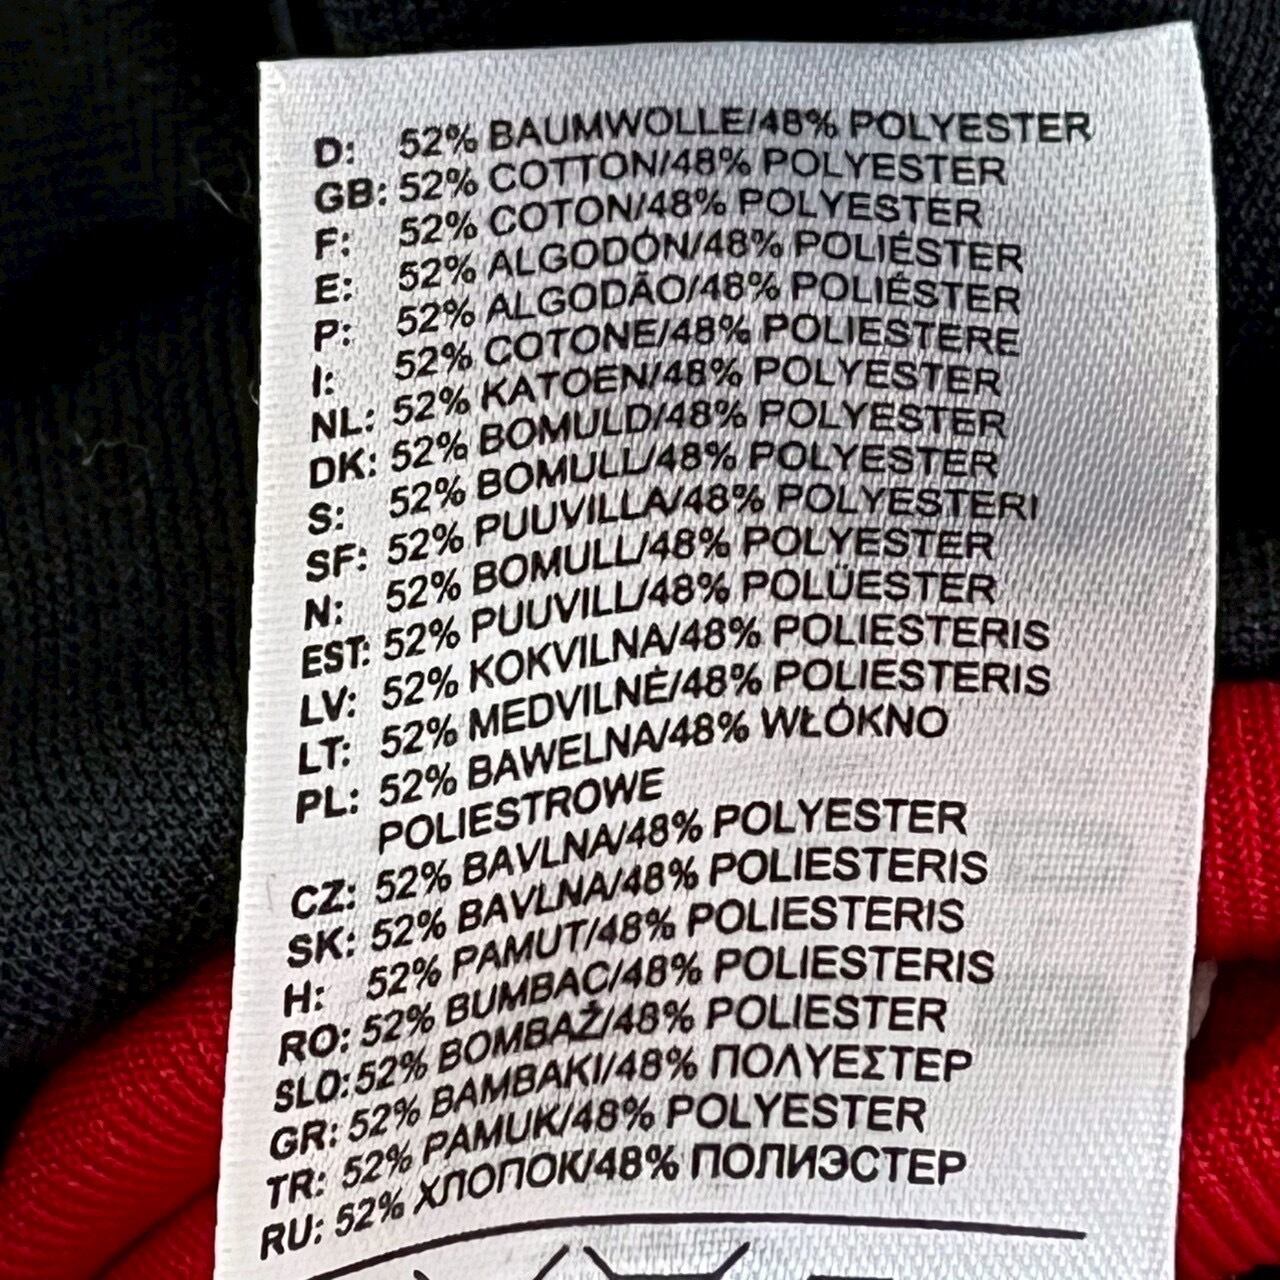 D: 52% BAUMWOLLE/48% POLYESTER
GB: 52% COTTON/48% POLYESTER
F: 52% COTON/48% POLYESTER
E: 52% ALGODÓN/48% POLIÉSTER
P: 52% ALGODÃO/48% POLIÉSTER
I: 52% COTONE/48% POLIESTERE
NL: 52% KATOEN/48% POLYESTER
DK: 52% BOMULD/48% POLYESTER
S: 52% BOMULL/48% POLYESTER
SF: 52% PUUVILLA/48% POLYESTERI
N: 52% BOMULL/48% POLYESTER
EST: 52% PUUVILL/48% POLÜESTER
LV: 52% KOKVILNA/48% POLIESTERIS
LT: 52% MEDVILNĖ/48% POLIESTERIS
PL: 52% BAWELNA/48% WŁÓKNO
POLIESTROWE
CZ: 52% BAVLNA/48% POLYESTER
SK: 52% BAVLNA/48% POLIESTERIS
H: 52% PAMUT/48% POLIESTERIS
RO: 52% BUMBAC/48% POLIESTERIS
SLO: 52% BOMBAŽ/48% POLIESTER
GR: 52% BAMBAKI/48% ΠΟΛΥΕΣΤΕΡ
TR: 52% PAMUK/48% POLYESTER
RU: 52% ХЛОПОК/48% ПОЛИЭСТЕР